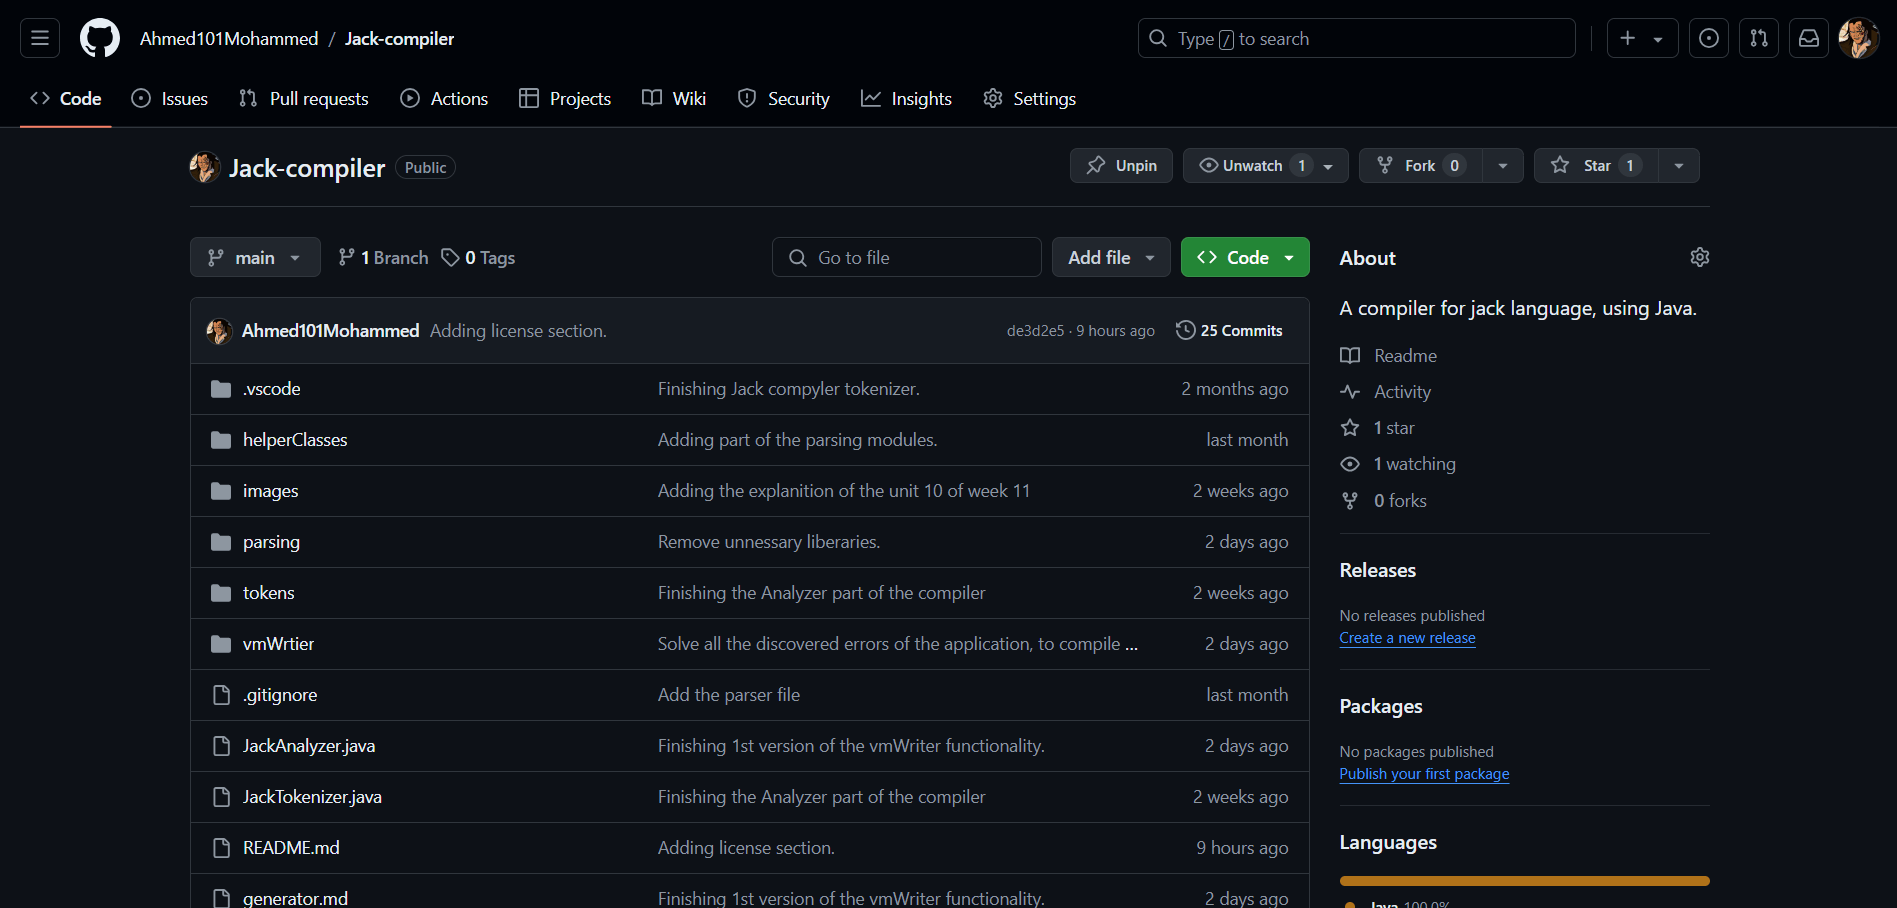 Ahmed101Mohammed / Jack-compiler
Type / to search
Code Issues Pull requests Actions Projects Wiki Security Insights Settings
Jack-compiler Public
Unpin Unwatch 1 Fork 0 Star 1
main 1 Branch 0 Tags Go to file Add file Code
Ahmed101Mohammed Adding license section. de3d2e5 · 9 hours ago 25 Commits
.vscode Finishing Jack compyler tokenizer. 2 months ago
helperClasses Adding part of the parsing modules. last month
images Adding the explanition of the unit 10 of week 11 2 weeks ago
parsing Remove unnessary liberaries. 2 days ago
tokens Finishing the Analyzer part of the compiler 2 weeks ago
vmWrtier Solve all the discovered errors of the application, to compile ... 2 days ago
.gitignore Add the parser file last month
JackAnalyzer.java Finishing 1st version of the vmWriter functionality. 2 days ago
JackTokenizer.java Finishing the Analyzer part of the compiler 2 weeks ago
README.md Adding license section. 9 hours ago
generator.md Finishing 1st version of the vmWriter functionality. 2 days ago
About
A compiler for jack language, using Java.
Readme
Activity
1 star
1 watching
0 forks
Releases
No releases published
Create a new release
Packages
No packages published
Publish your first package
Languages
Java 100.0%